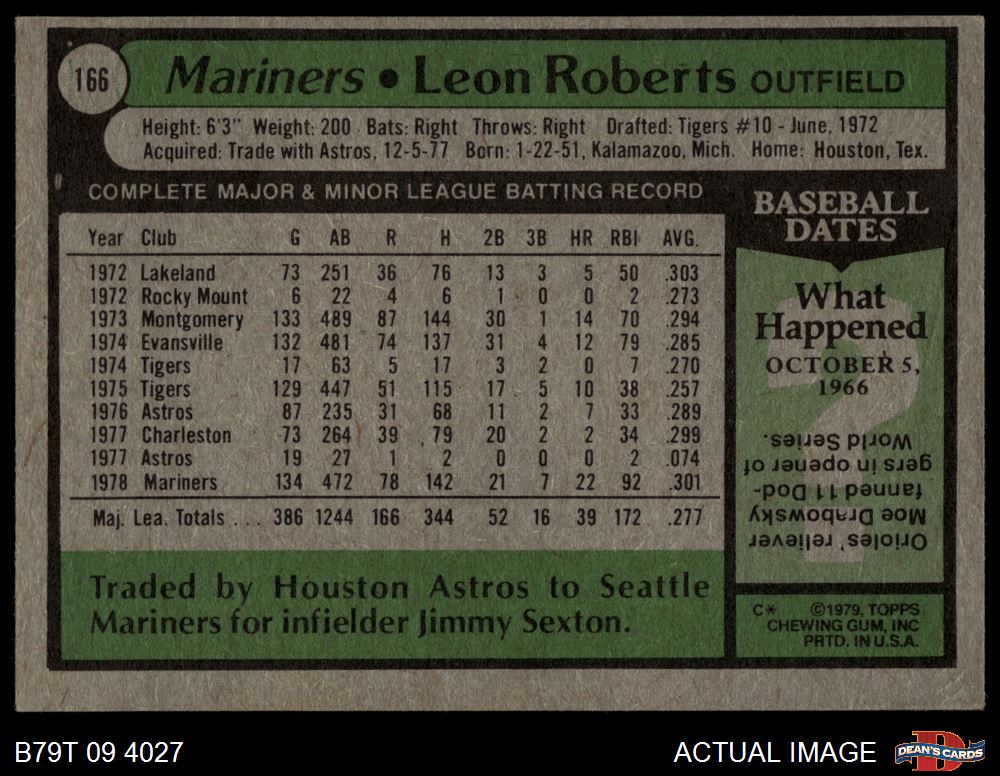 166
Mariners • Leon Roberts OUTFIELD
Height: 6'3" Weight: 200 Bats: Right Throws: Right Drafted: Tigers #10 - June, 1972
Acquired: Trade with Astros, 12-5-77 Born: 1-22-51, Kalamazoo, Mich. Home: Houston, Tex.
COMPLETE MAJOR & MINOR LEAGUE BATTING RECORD
Year Club G AB R H 2B 3B HR RBI AVG.
1972 Lakeland 73 251 36 76 13 3 5 50 .303
1972 Rocky Mount 6 22 4 6 1 0 0 2 .273
1973 Montgomery 133 489 87 144 30 1 14 70 .294
1974 Evansville 132 481 74 137 31 4 12 79 .285
1974 Tigers 17 63 5 17 3 2 0 7 .270
1975 Tigers 129 447 51 115 17 5 10 38 .257
1976 Astros 87 235 31 68 11 2 7 33 .289
1977 Charleston 73 264 39 79 20 2 2 34 .299
1977 Astros 19 27 1 2 0 0 0 2 .074
1978 Mariners 134 472 78 142 21 7 22 92 .301
Maj. Lea. Totals ... 386 1244 166 344 52 16 39 172 .277
Traded by Houston Astros to Seattle
Mariners for infielder Jimmy Sexton.
BASEBALL
DATES
What
Happened
OCTOBER 5,
1966
?
Orioles' reliever
Moe Drabowsky
fanned 11 Dod-
gers in opener of
World Series.
C* ©1979, TOPPS
CHEWING GUM, INC
PRTD. IN U.S.A.
B79T 09 4027
ACTUAL IMAGE
D
DEAN'S CARDS